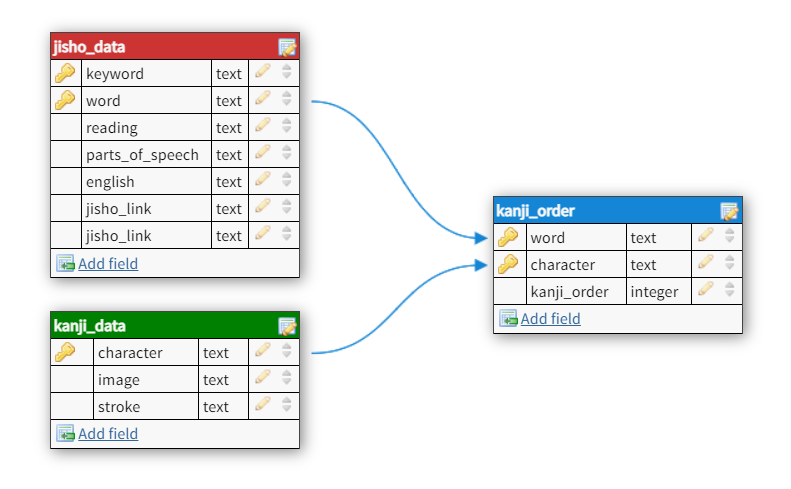 jisho_data
keyword text
word text
reading text
parts_of_speech text
english text
jisho_link text
jisho_link text
Add field
kanji_data
character text
image text
stroke text
Add field
kanji_order
word text
character text
kanji_order integer
Add field